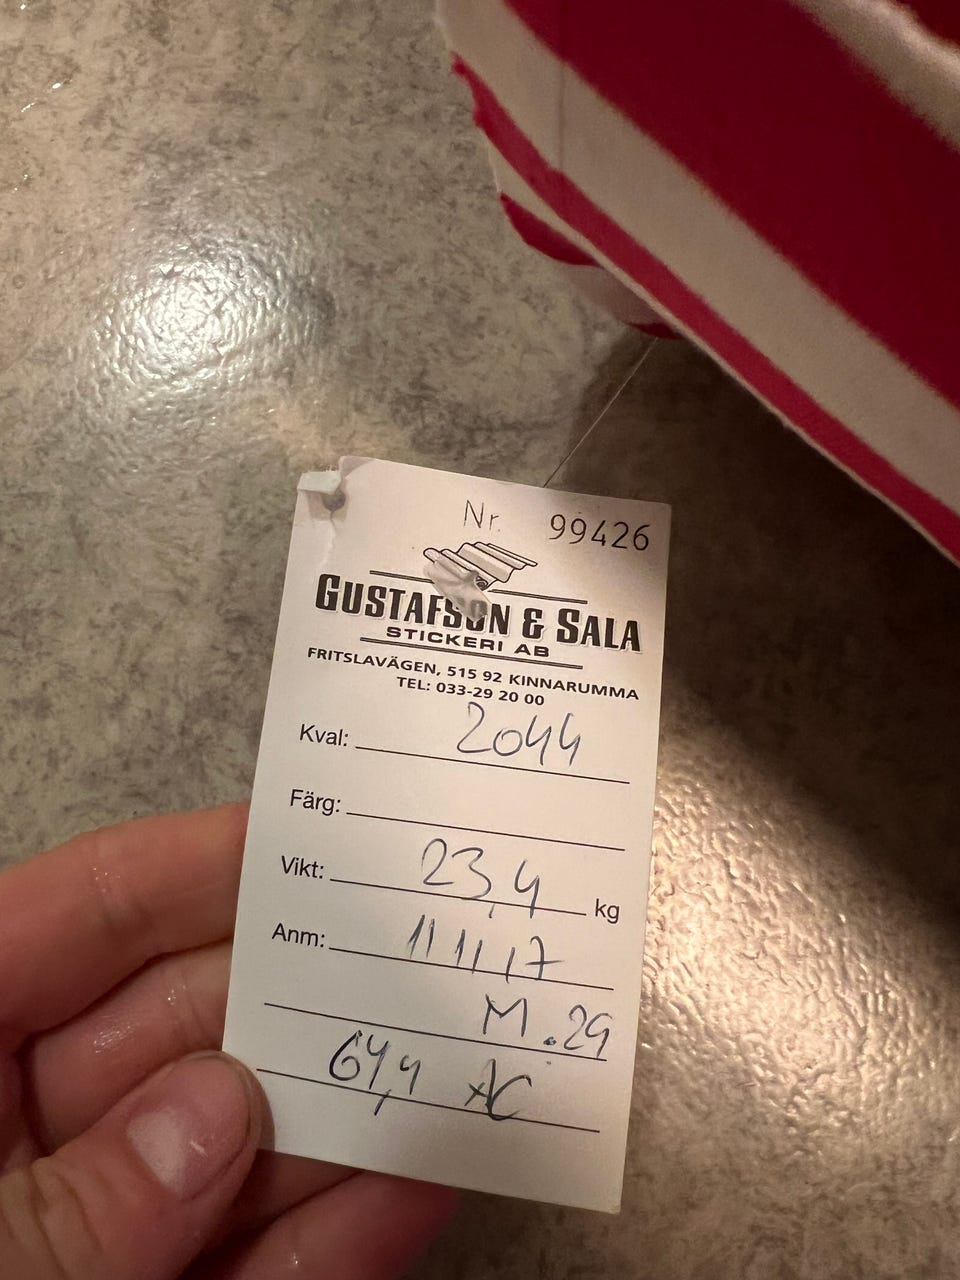 Nr. 99426
GUSTAFSON & SALA
STICKERI AB
FRITSLAVÄGEN, 515 92 KINNARUMMA
TEL: 033-29 20 00
Kval: 2044
Färg:
Vikt: 23,4 kg
Anm: 11 11 17
M.29
64,4 AC